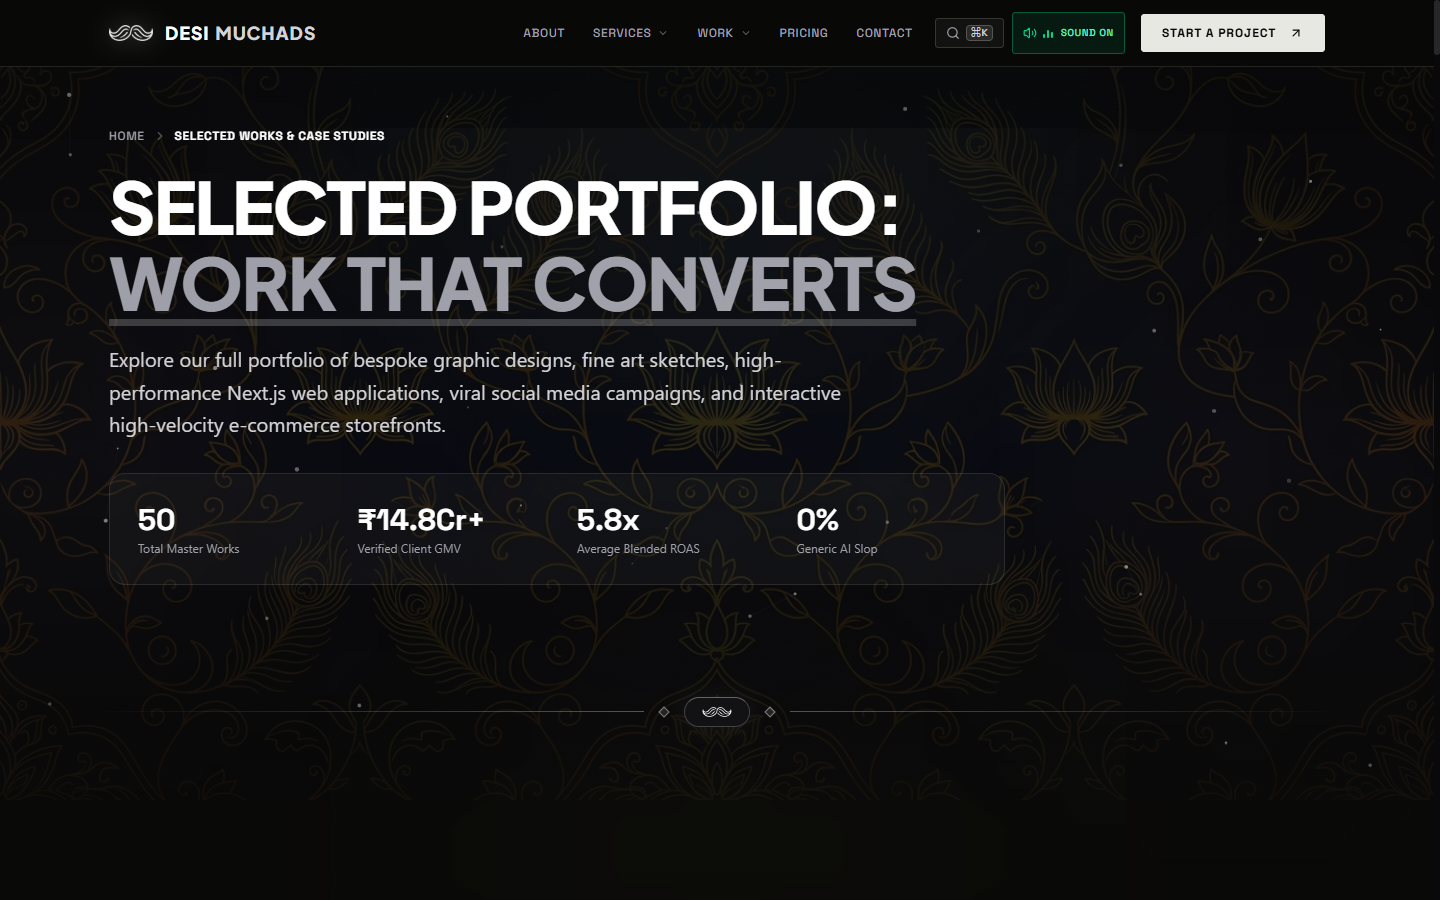 DESI MUCHADS
ABOUT
SERVICES
WORK
PRICING
CONTACT
⌘K
SOUND ON
START A PROJECT
HOME > SELECTED WORKS & CASE STUDIES
SELECTED PORTFOLIO:
WORK THAT CONVERTS
Explore our full portfolio of bespoke graphic designs, fine art sketches, high-
performance Next.js web applications, viral social media campaigns, and interactive
high-velocity e-commerce storefronts.
50
Total Master Works
₹14.8Cr+
Verified Client GMV
5.8x
Average Blended ROAS
0%
Generic AI Slop